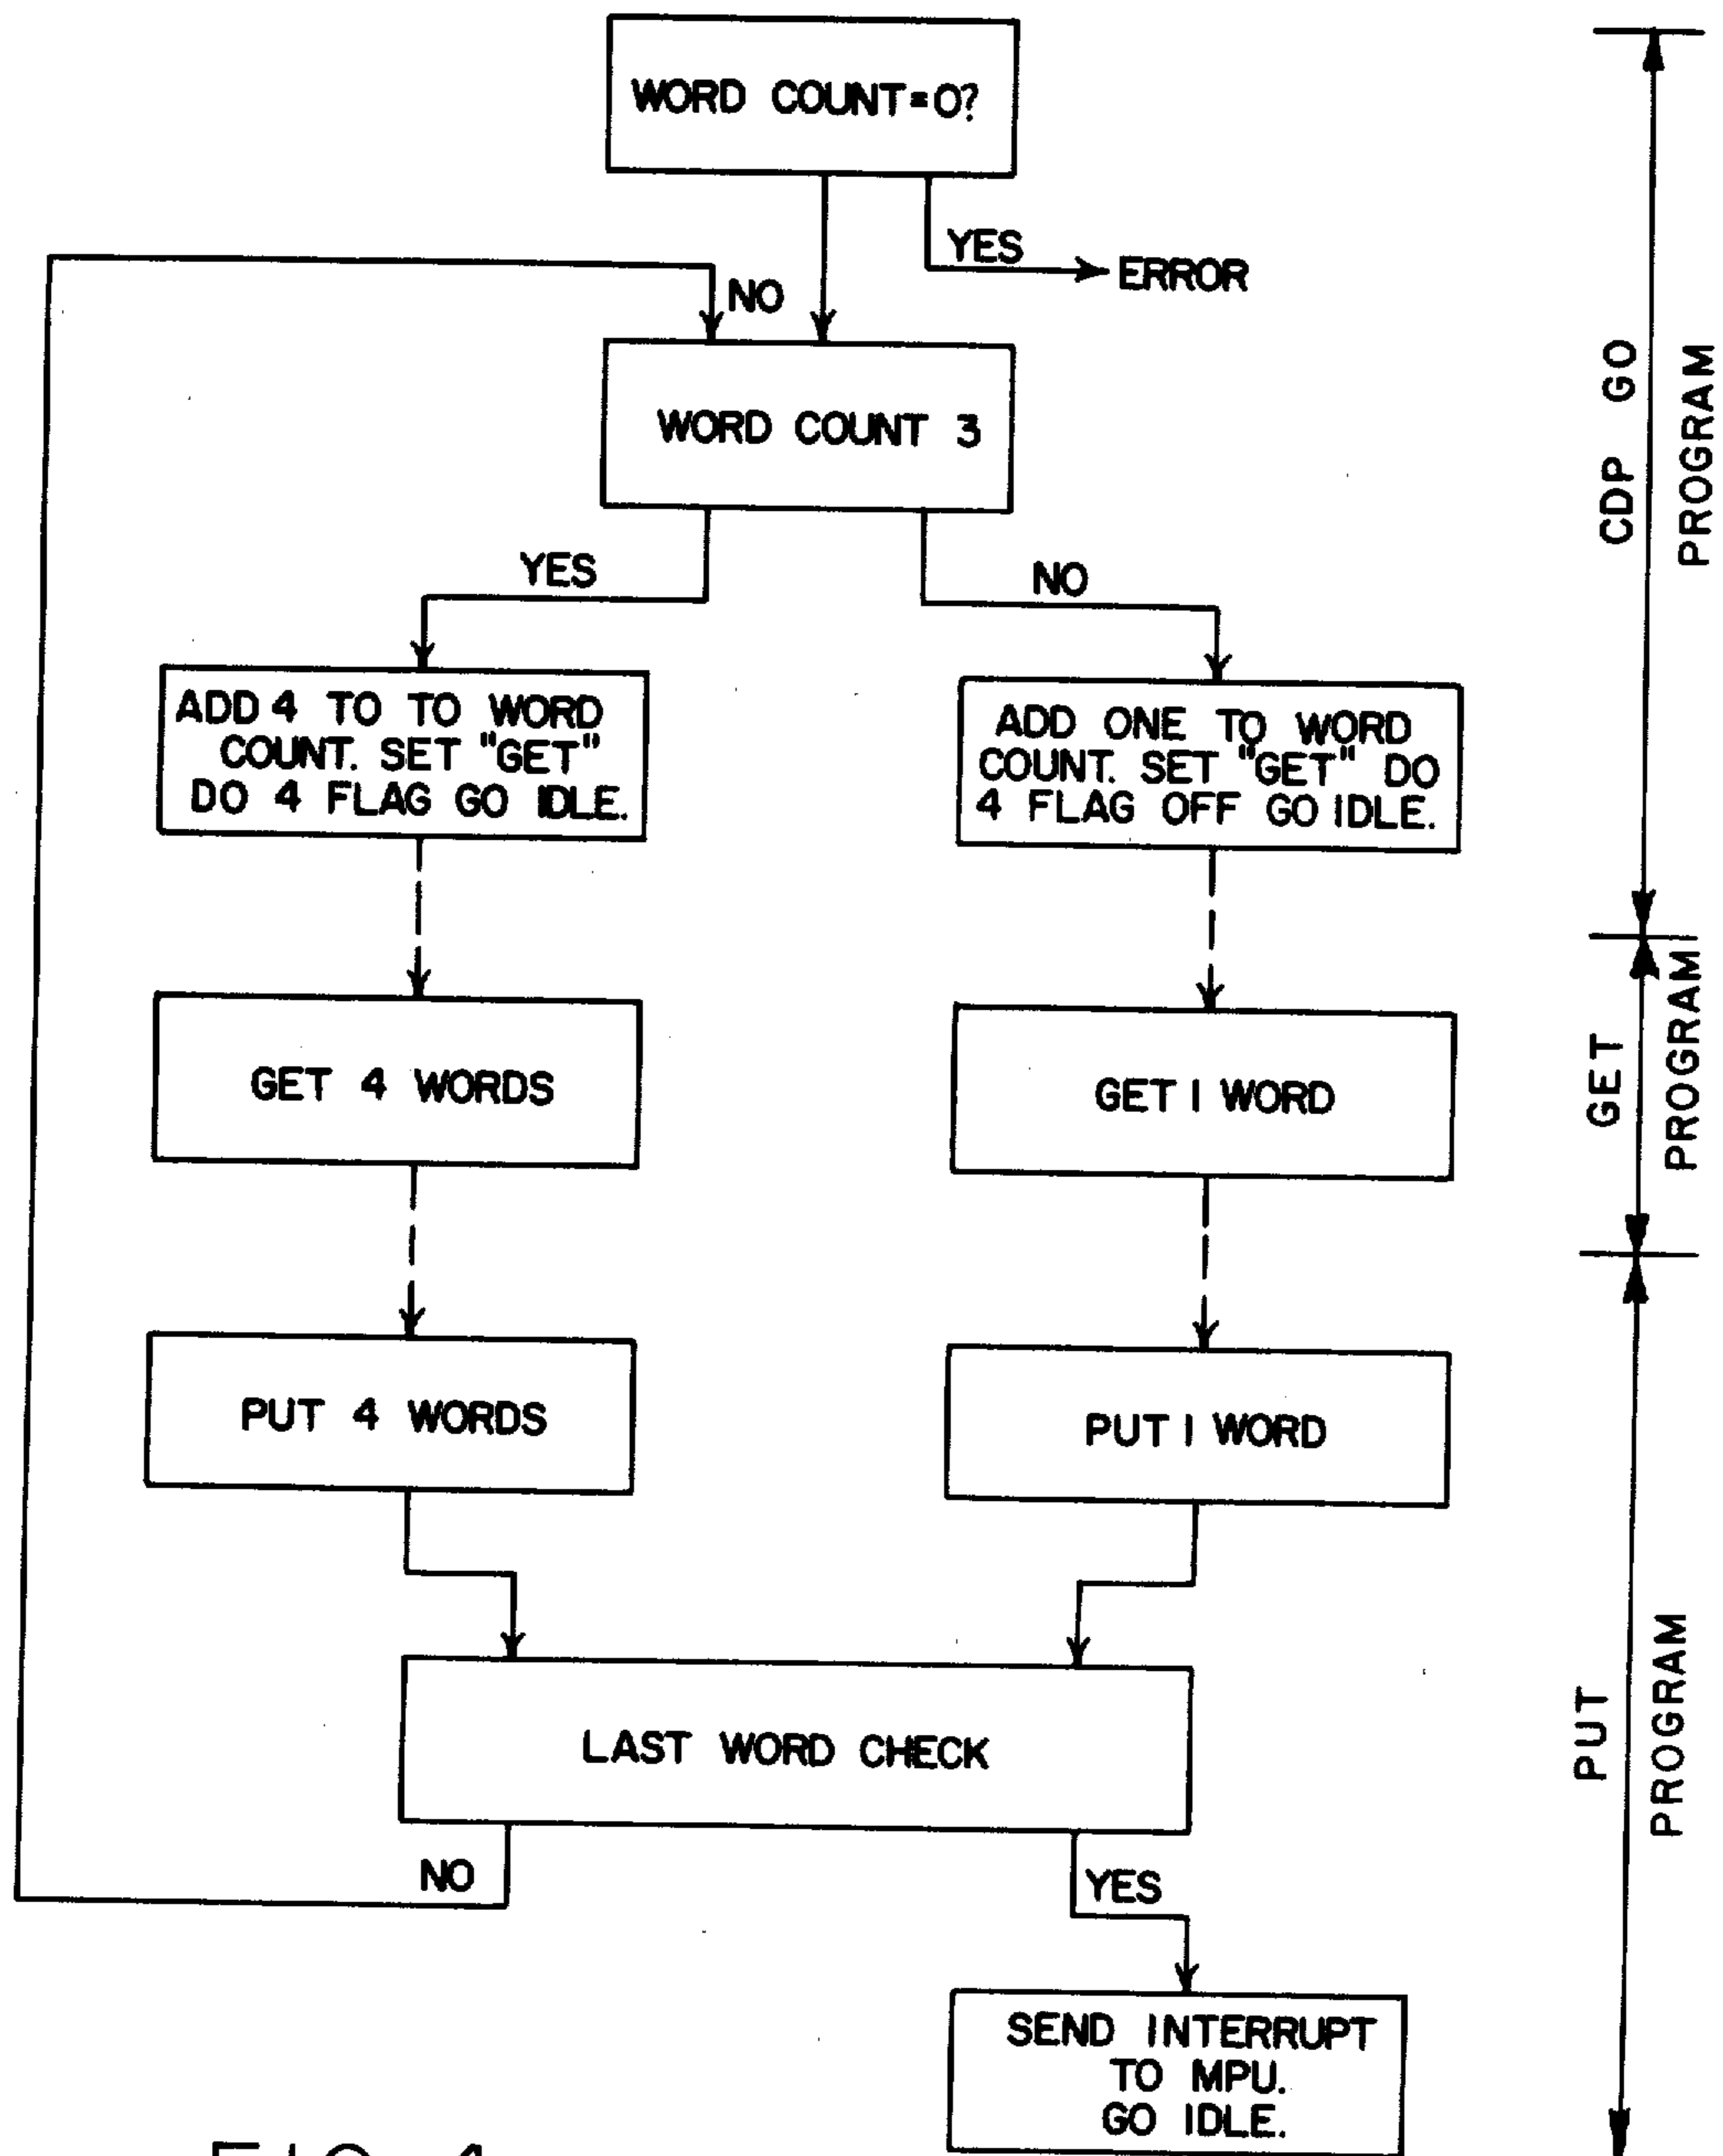 WORD COUNT=0?
YES
ERROR
NO
WORD COUNT 3
YES
NO
ADD 4 TO TO WORD
COUNT. SET "GET"
DO 4 FLAG GO IDLE.
ADD ONE TO WORD
COUNT. SET "GET" DO
4 FLAG OFF GO IDLE.
GET 4 WORDS
GET 1 WORD
PUT 4 WORDS
PUT 1 WORD
LAST WORD CHECK
NO
YES
SEND INTERRUPT
TO MPU.
GO IDLE.
CDP GO
PROGRAM
GET
PROGRAM
PUT
PROGRAM